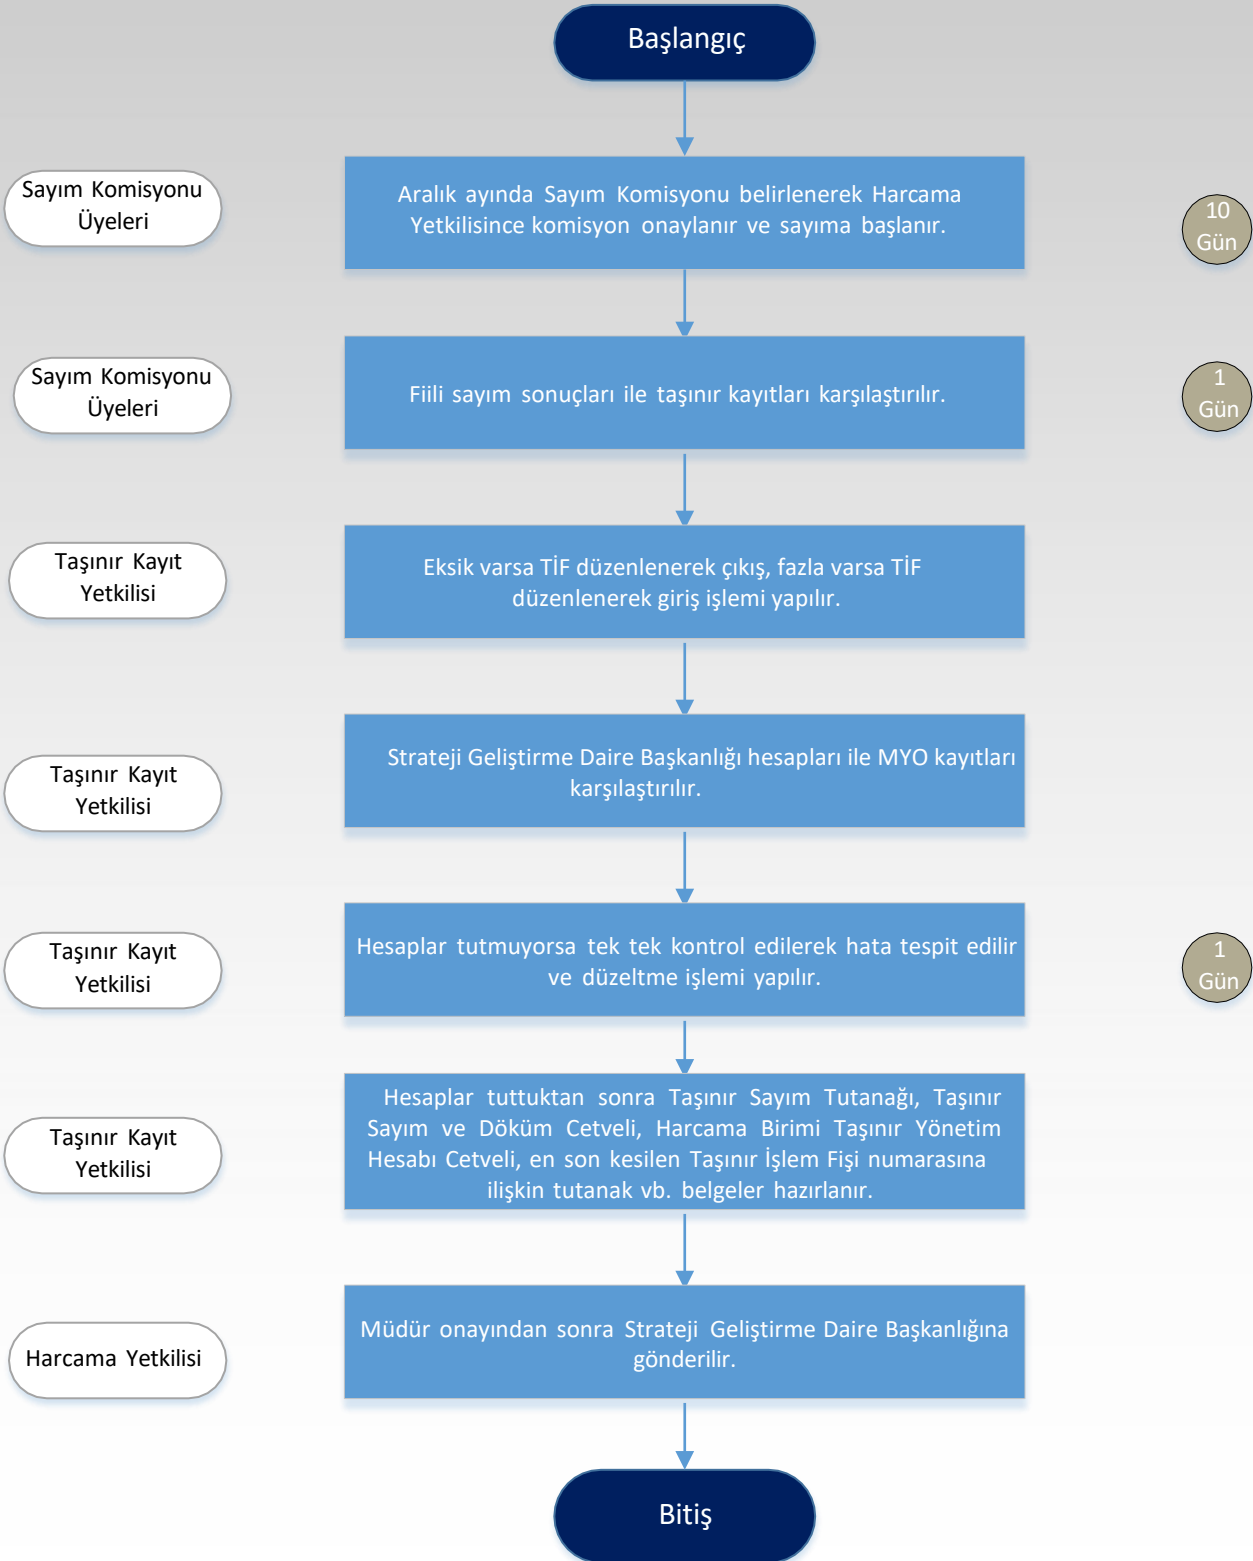 Başlangıç
Sayım Komisyonu
Üyeleri
Aralık ayında Sayım Komisyonu belirlenerek Harcama
Yetkilisince komisyon onaylanır ve sayıma başlanır.
10
Gün
Sayım Komisyonu
Üyeleri
Fiili sayım sonuçları ile taşınır kayıtları karşılaştırılır.
1
Gün
Taşınır Kayıt
Yetkilisi
Eksik varsa TİF düzenlenerek çıkış, fazla varsa TİF
düzenlenerek giriş işlemi yapılır.
Taşınır Kayıt
Yetkilisi
Strateji Geliştirme Daire Başkanlığı hesapları ile MYO kayıtları
karşılaştırılır.
Taşınır Kayıt
Yetkilisi
Hesaplar tutmuyorsa tek tek kontrol edilerek hata tespit edilir
ve düzeltme işlemi yapılır.
1
Gün
Taşınır Kayıt
Yetkilisi
Hesaplar tuttuktan sonra Taşınır Sayım Tutanağı, Taşınır
Sayım ve Döküm Cetveli, Harcama Birimi Taşınır Yönetim
Hesabı Cetveli, en son kesilen Taşınır İşlem Fişi numarasına
ilişkin tutanak vb. belgeler hazırlanır.
Harcama Yetkilisi
Müdür onayından sonra Strateji Geliştirme Daire Başkanlığına
gönderilir.
Bitiş